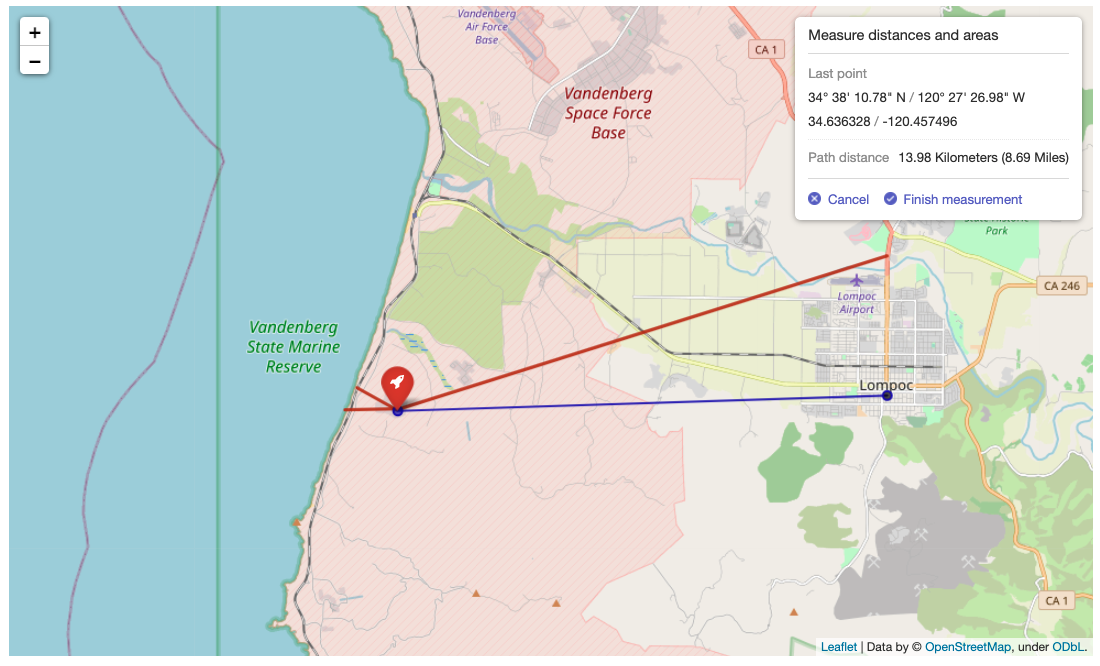 +
−
Vandenberg
Air Force
Base
CA 1
Vandenberg
Space Force
Base
Measure distances and areas
Last point
34° 38' 10.78" N / 120° 27' 26.98" W
34.636328 / -120.457496
Path distance 13.98 Kilometers (8.69 Miles)
Cancel Finish measurement
State Historic
Park
CA 246
Lompoc
Airport
Vandenberg
State Marine
Reserve
Lompoc
CA 1
Leaflet | Data by © OpenStreetMap, under ODbL.